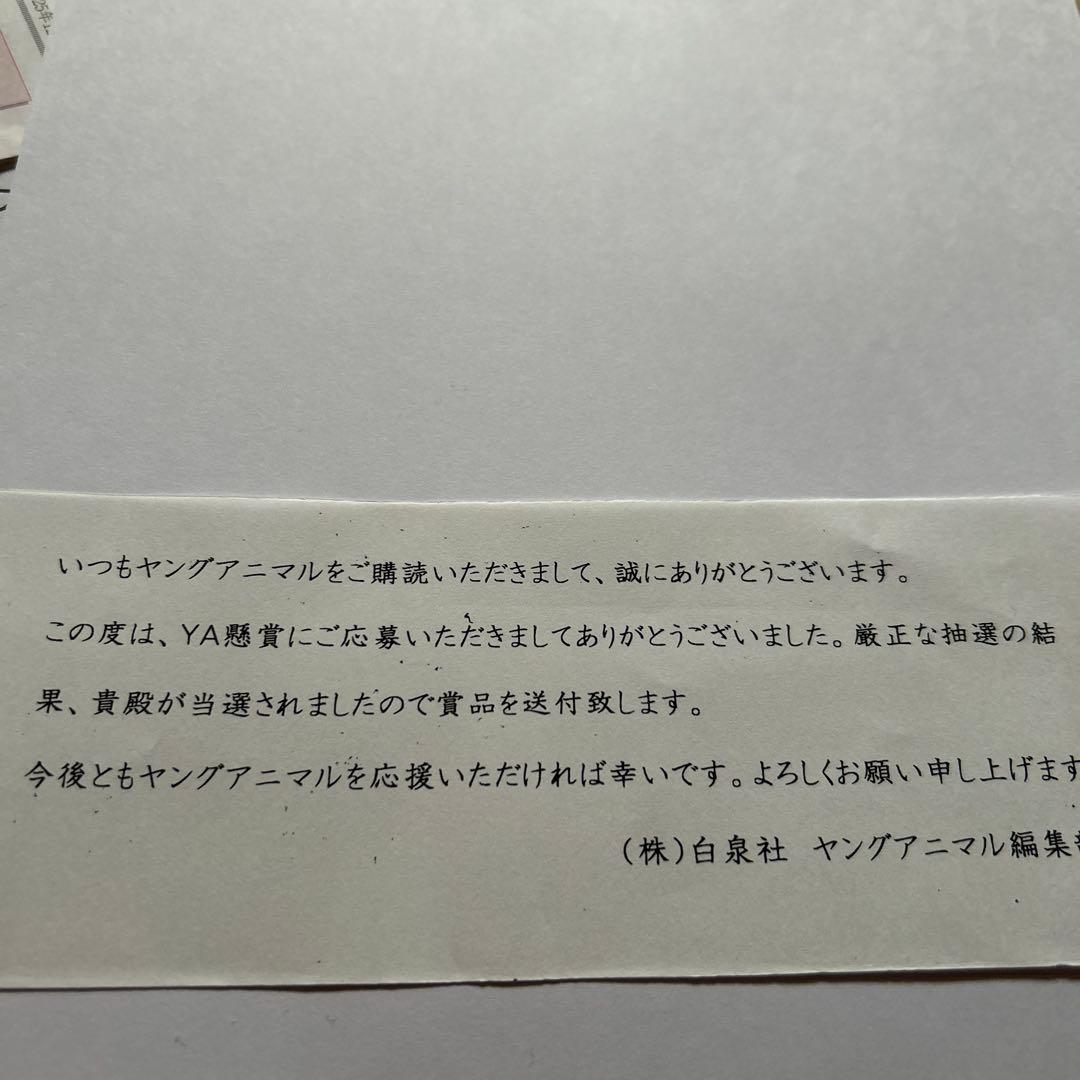 いつもヤングアニマルをご購読いただきまして、誠にありがとうございます。
この度は、YA懸賞にご応募いただきましてありがとうございました。厳正な抽選の結
果、貴殿が当選されましたので賞品を送付致します。
今後ともヤングアニマルを応援いただければ幸いです。よろしくお願い申し上げます
(株)白泉社 ヤングアニマル編集